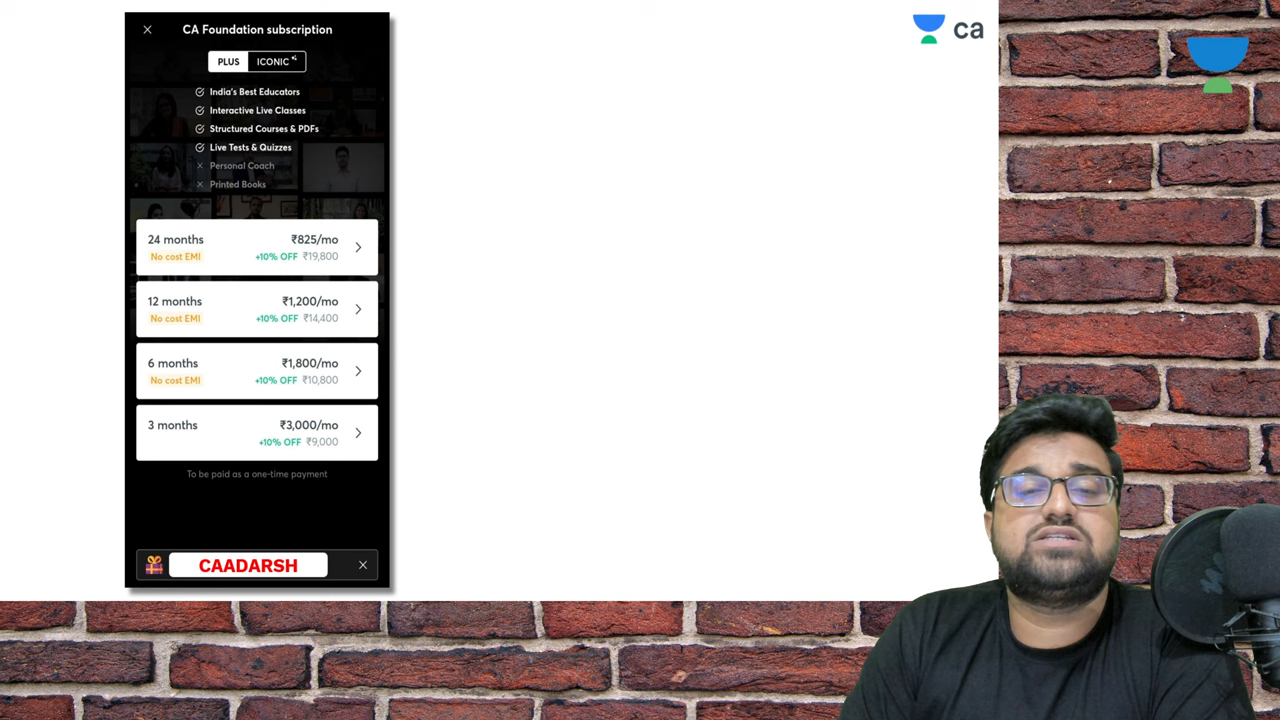 CA Foundation subscription
PLUS ICONIC
India's Best Educators
Interactive Live Classes
Structured Courses & PDFs
Live Tests & Quizzes
Personal Coach
Printed Books
24 months ₹825/mo
No cost EMI +10% OFF ₹19,800
12 months ₹1,200/mo
No cost EMI +10% OFF ₹14,400
6 months ₹1,800/mo
No cost EMI +10% OFF ₹10,800
3 months ₹3,000/mo
+10% OFF ₹9,000
To be paid as a one-time payment
CAADARSH
ca